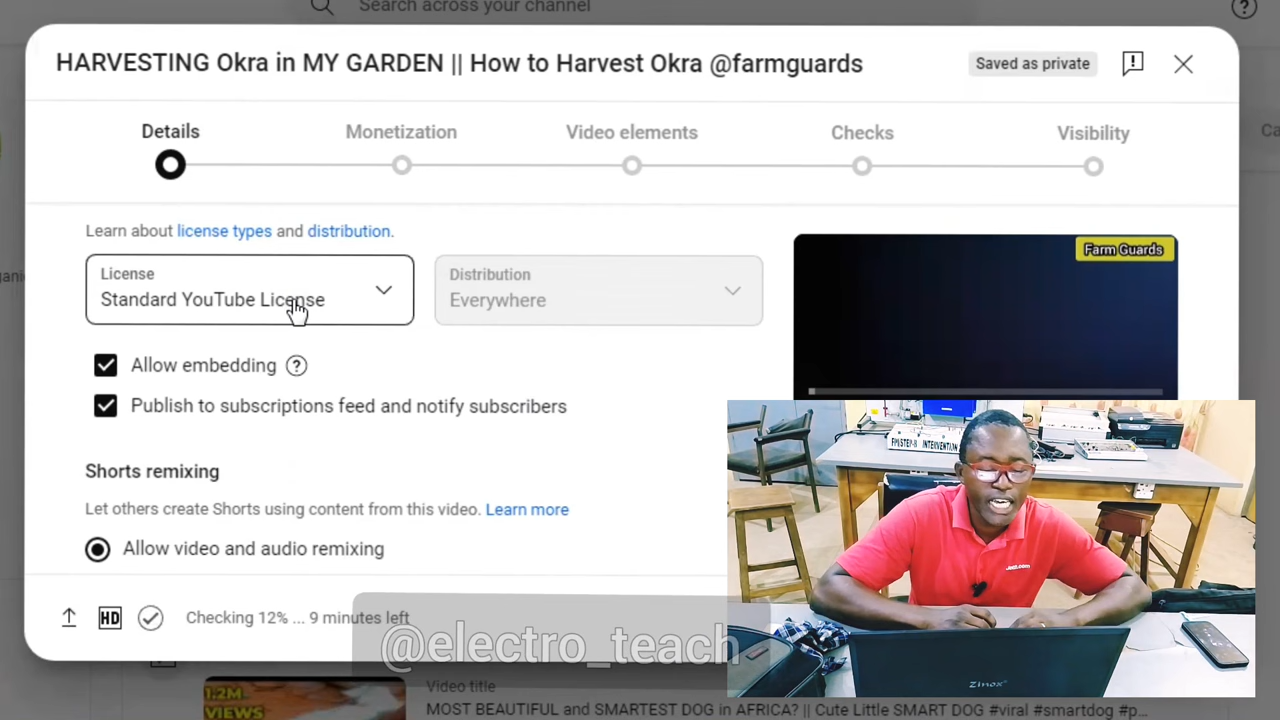 Search across your channel
HARVESTING Okra in MY GARDEN || How to Harvest Okra @farmguards
Saved as private
Details
Monetization
Video elements
Checks
Visibility
Learn about license types and distribution.
License
Standard YouTube License
Distribution
Everywhere
Farm Guards
Allow embedding
Publish to subscriptions feed and notify subscribers
Shorts remixing
Let others create Shorts using content from this video. Learn more
Allow video and audio remixing
HD
Checking 12% ... 9 minutes left
@electro_teach
Zinox
1.2M
VIEWS
Video title
MOST BEAUTIFUL and SMARTEST DOG in AFRICA? || Cute Little SMART DOG #viral #smartdog #p...